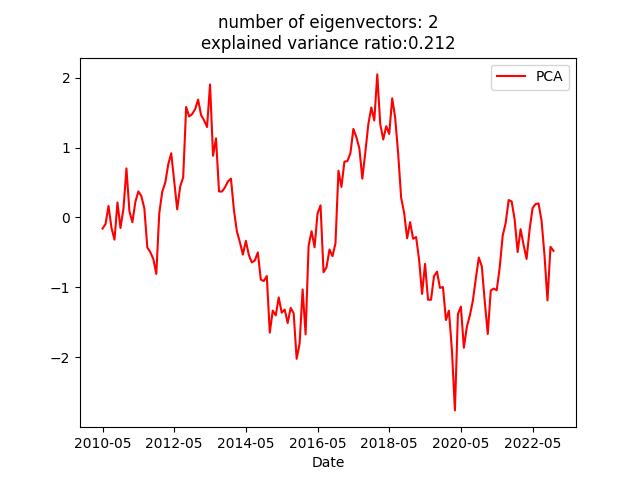 number of eigenvectors: 2
explained variance ratio:0.212
PCA
2
1
0
−1
−2
2010-05 2012-05 2014-05 2016-05 2018-05 2020-05 2022-05
Date